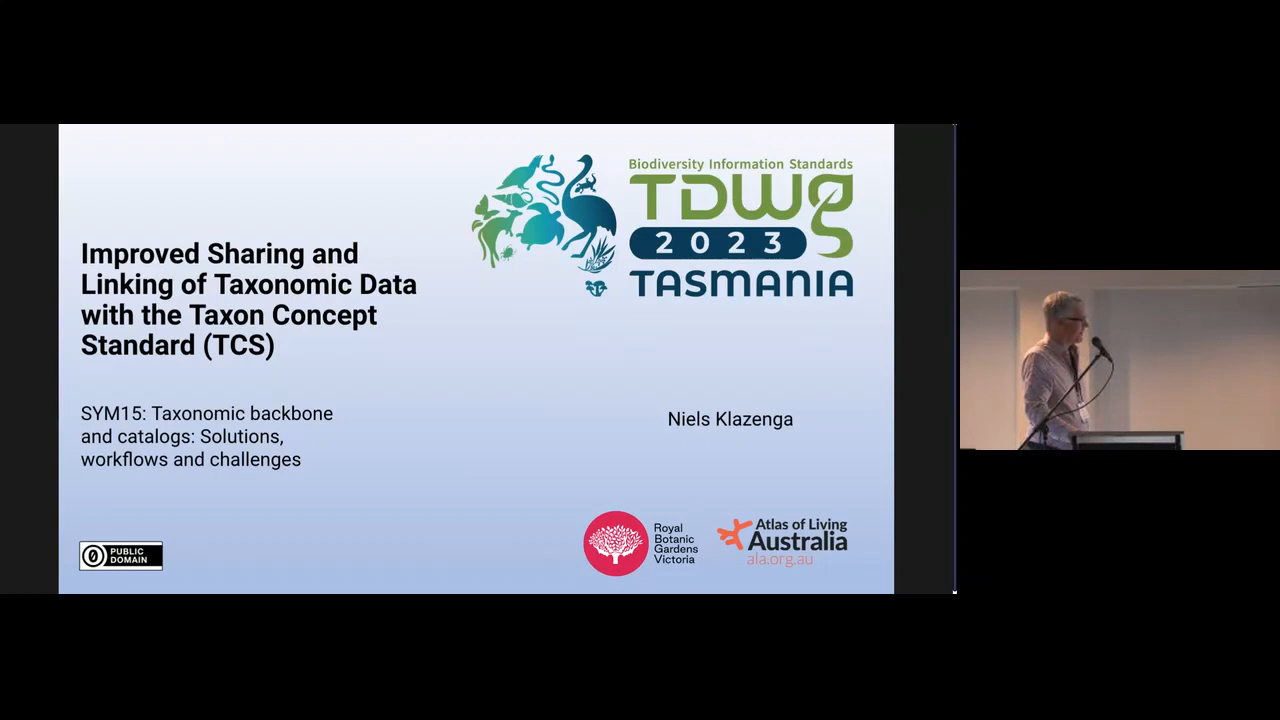 Biodiversity Information Standards
TDWG
2023
TASMANIA
Improved Sharing and
Linking of Taxonomic Data
with the Taxon Concept
Standard (TCS)
SYM15: Taxonomic backbone
and catalogs: Solutions,
workflows and challenges
Niels Klazenga
PUBLIC
DOMAIN
Royal
Botanic
Gardens
Victoria
Atlas of Living
Australia
ala.org.au